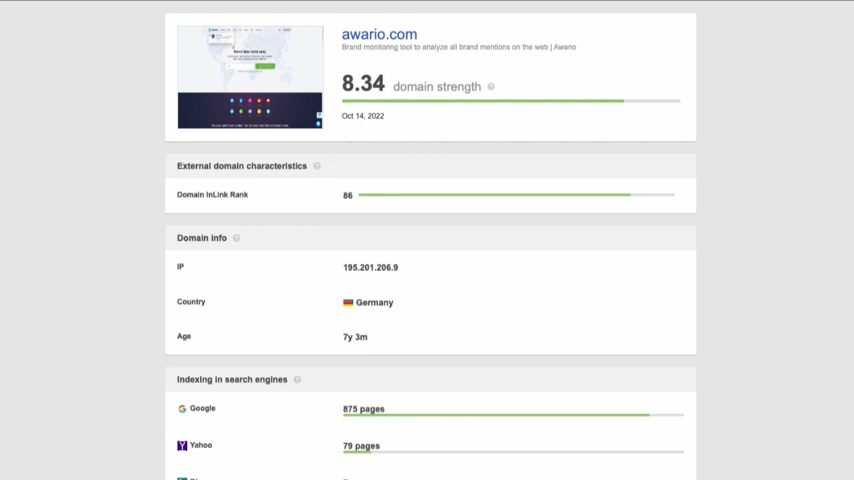 awario.com
Brand monitoring tool to analyze all brand mentions on the web | Awario
8.34 domain strength
Oct 14, 2022
External domain characteristics
Domain InLink Rank 86
Domain info
IP 195.201.206.9
Country Germany
Age 7y 3m
Indexing in search engines
Google 875 pages
Yahoo 79 pages